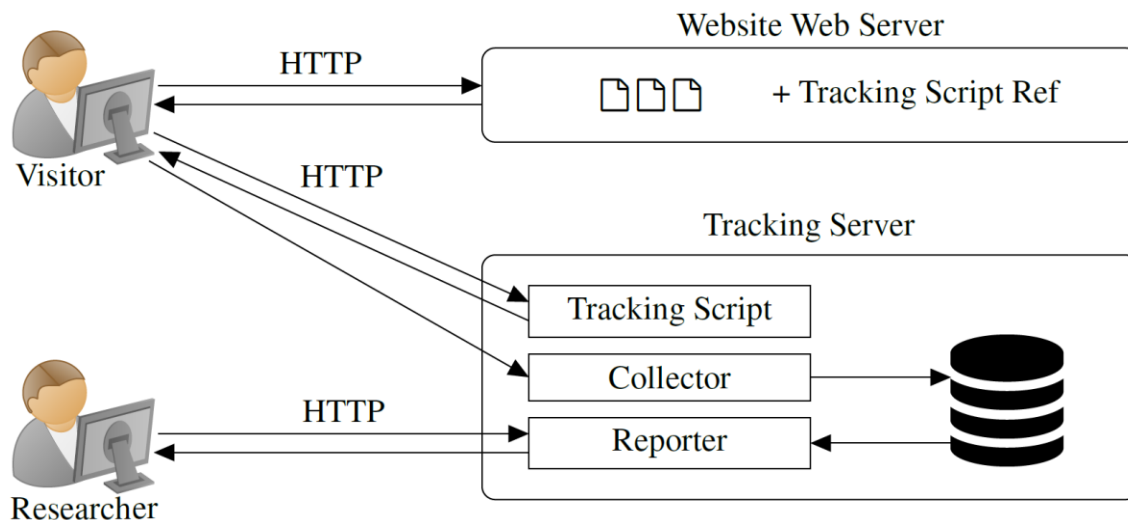 Website Web Server
HTTP
+ Tracking Script Ref
Visitor
HTTP
Tracking Server
Tracking Script
Collector
HTTP
Reporter
Researcher